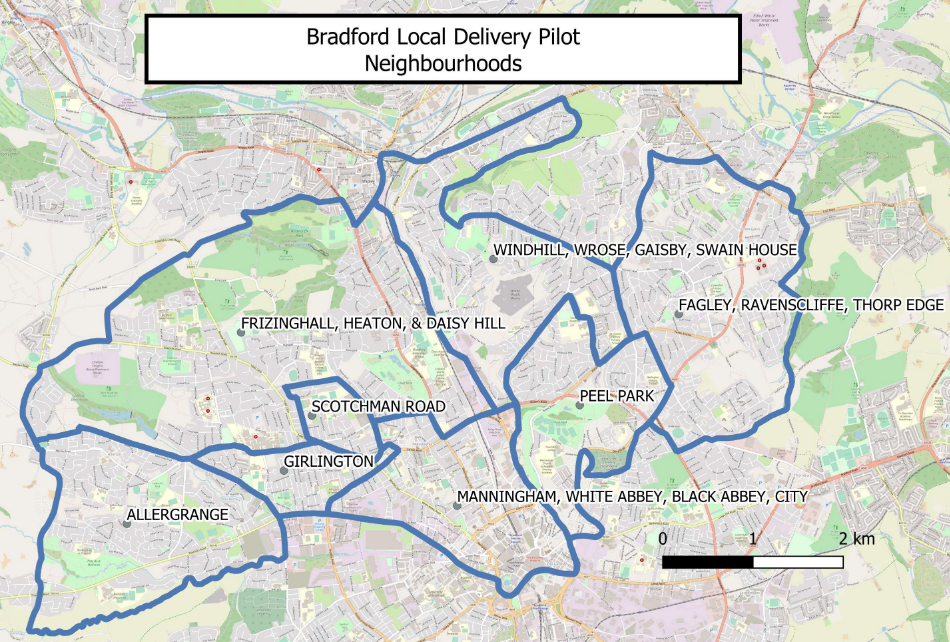 Bradford Local Delivery Pilot
Neighbourhoods
WINDHILL, WROSE, GAISBY, SWAIN HOUSE
FAGLEY, RAVENSCLIFFE, THORP EDGE
FRIZINGHALL, HEATON, & DAISY HILL
PEEL PARK
SCOTCHMAN ROAD
GIRLINGTON
MANNINGHAM, WHITE ABBEY, BLACK ABBEY, CITY
ALLERGRANGE
0 1 2 km